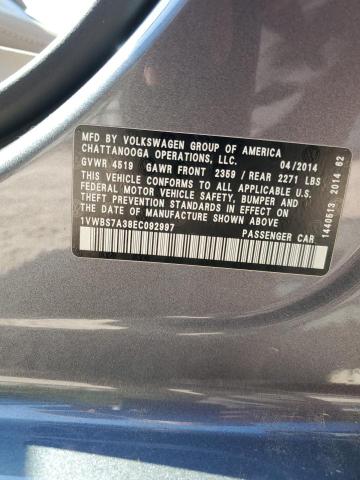 MFD BY VOLKSWAGEN GROUP OF AMERICA
CHATTANOOGA OPERATIONS, LLC. 04/2014
GVWR 4519 GAWR FRONT 2359 / REAR 2271 LBS
THIS VEHICLE CONFORMS TO ALL APPLICABLE U.S.
FEDERAL MOTOR VEHICLE SAFETY, BUMPER AND
THEFT PREVENTION STANDARDS IN EFFECT ON THE
DATE OF MANUFACTURE SHOWN ABOVE.
1VWBS7A38EC092997 PASSENGER CAR
1440513 2014 62